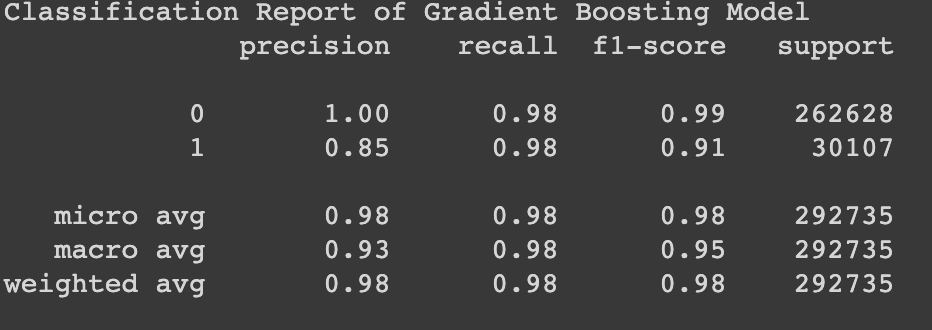 Classification Report of Gradient Boosting Model
precision recall f1-score support
0 1.00 0.98 0.99 262628
1 0.85 0.98 0.91 30107
micro avg 0.98 0.98 0.98 292735
macro avg 0.93 0.98 0.95 292735
weighted avg 0.98 0.98 0.98 292735